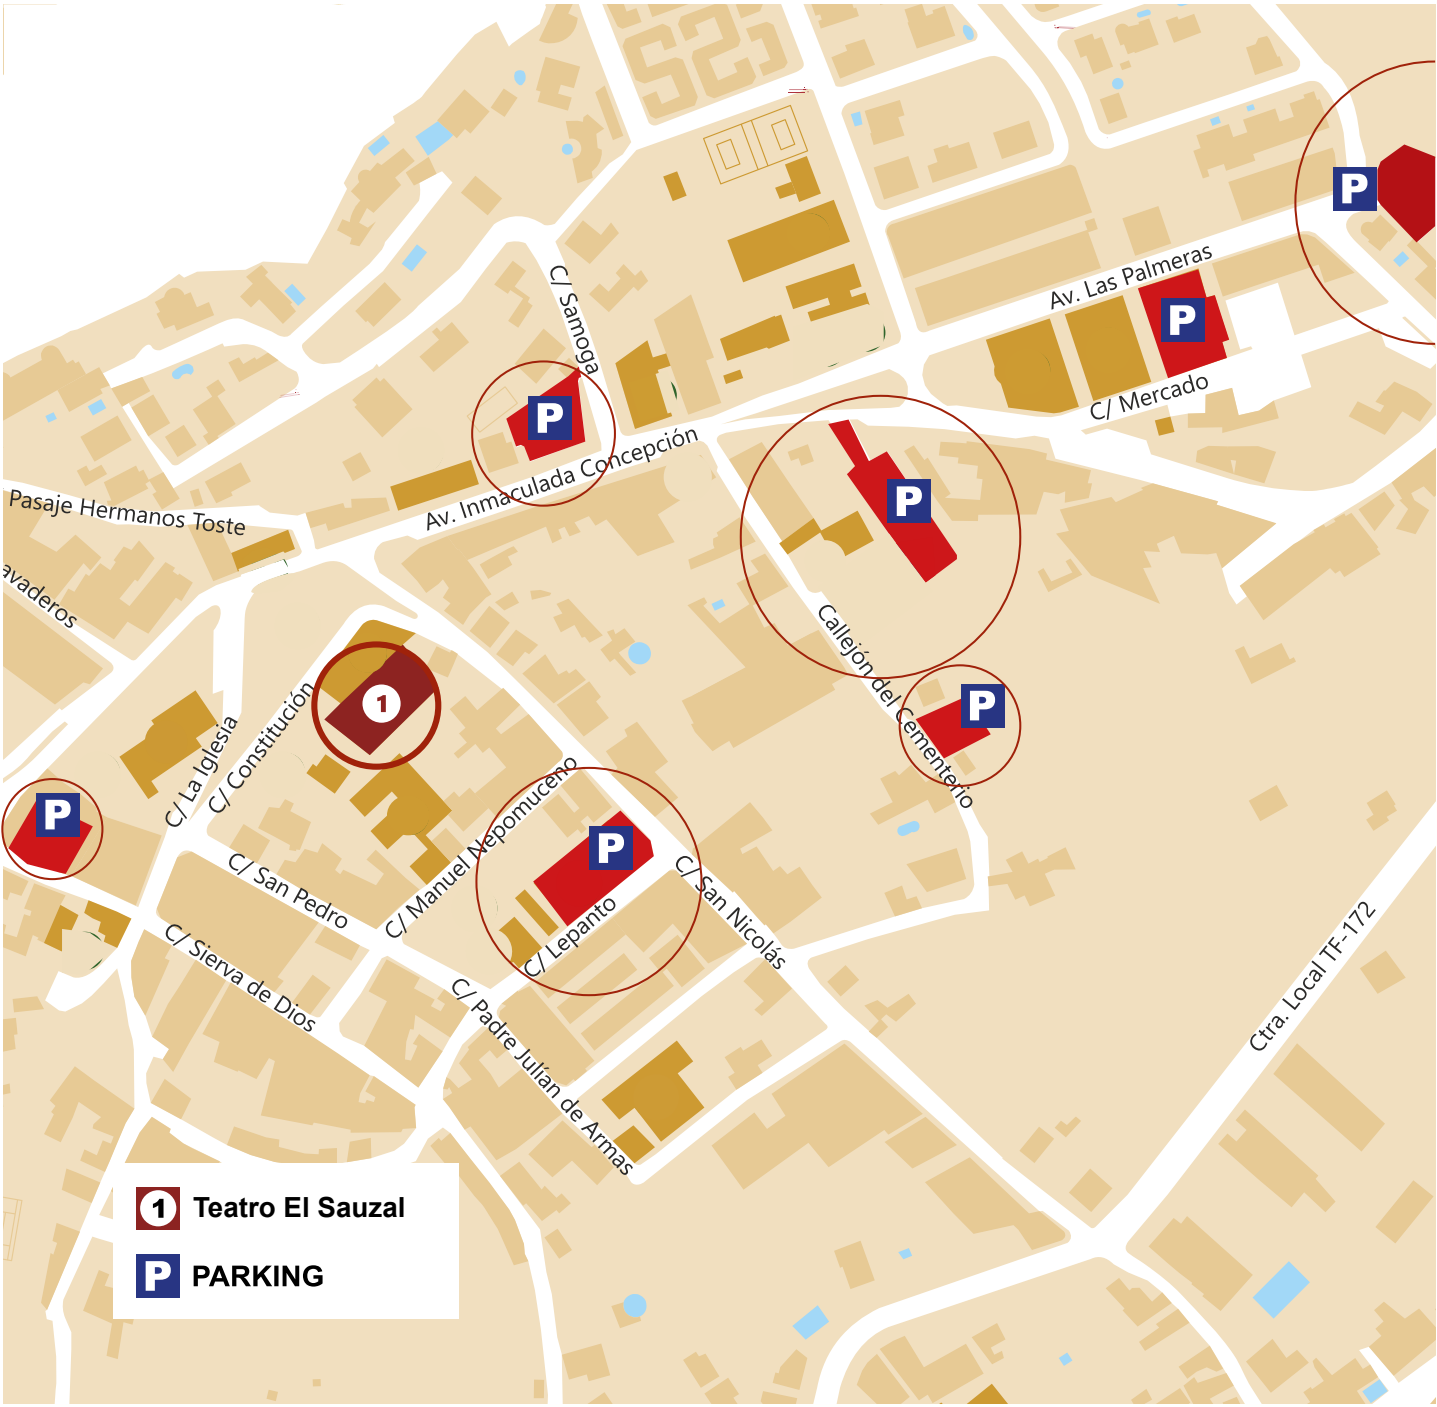 P
Av. Las Palmeras
P
C/ Mercado
C/ Samoga
P
Av. Inmaculada Concepción
P
Pasaje Hermanos Toste
avaderos
Callejón del Cementerio
P
1
C/ Constitución
C/ La Iglesia
P
C/ Manuel Nepomuceno
P
C/ San Pedro
C/ San Nicolás
C/ Lepanto
C/ Sierva de Dios
C/ Padre Julían de Armas
Ctra. Local TF-172
1 Teatro El Sauzal
P PARKING